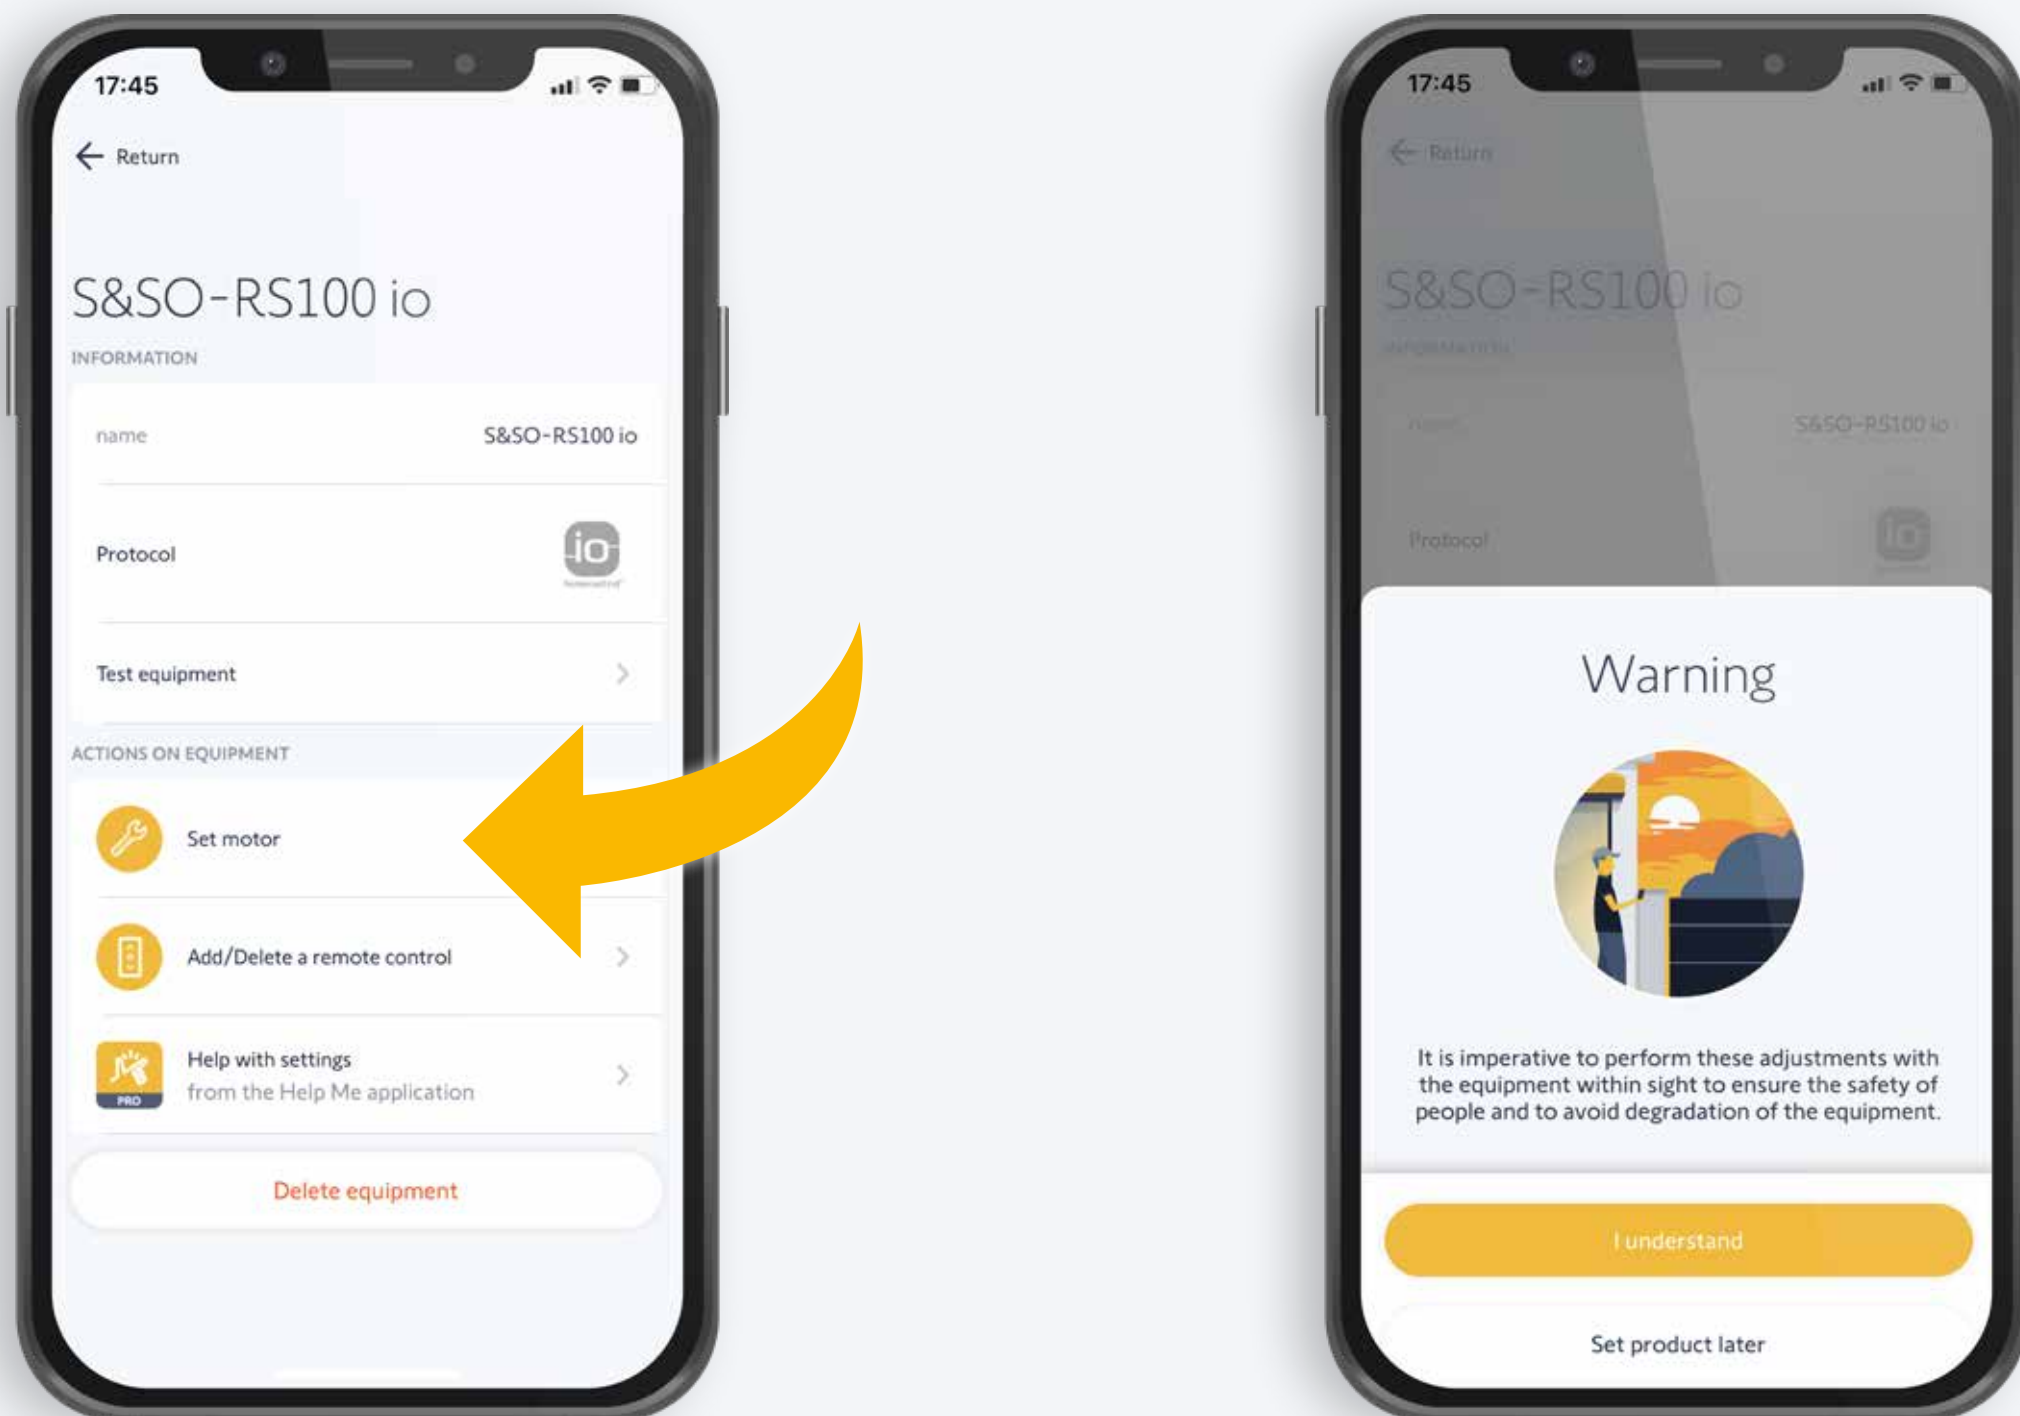 17:45
Return
S&SO-RS100 io
INFORMATION
name
S&SO-RS100 io
Protocol
io
Test equipment
ACTIONS ON EQUIPMENT
Set motor
Add/Delete a remote control
Help with settings
from the Help Me application
PRO
Delete equipment
17:45
Return
S&SO-RS100 io
INFORMATION
name
S&SO-RS100 io
Protocol
io
Warning
It is imperative to perform these adjustments with
the equipment within sight to ensure the safety of
people and to avoid degradation of the equipment.
I understand
Set product later